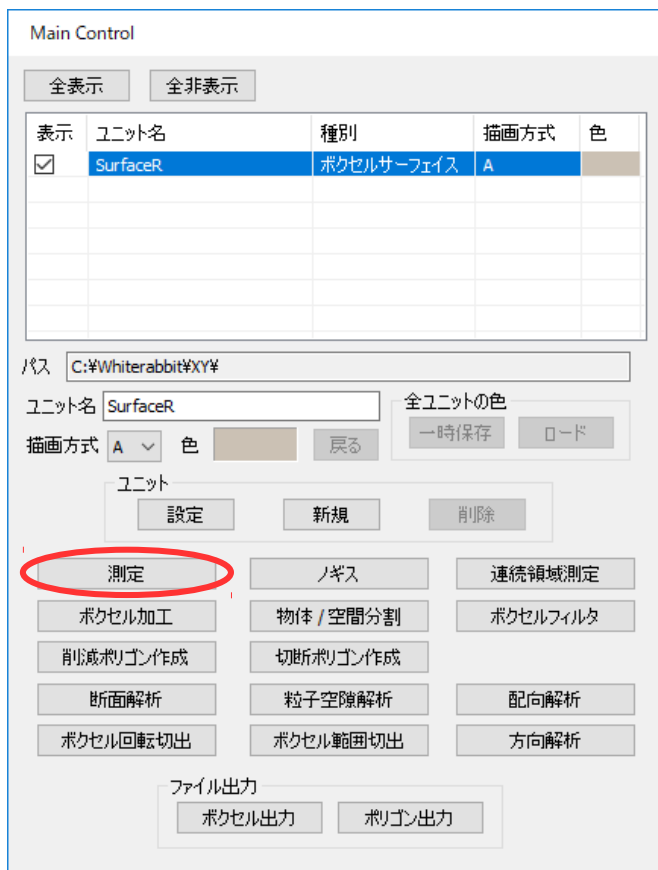 Main Control
全表示 全非表示
表示 ユニット名 種別 描画方式 色
SurfaceR ボクセルサーフェイス A
パス C:¥Whiterabbit¥XY¥
ユニット名 SurfaceR 全ユニットの色
描画方式 A 色 戻る 一時保存 ロード
ユニット
設定 新規 削除
測定 ノギス 連続領域測定
ボクセル加工 物体 / 空間分割 ボクセルフィルタ
削減ポリゴン作成 切断ポリゴン作成
断面解析 粒子空隙解析 配向解析
ボクセル回転切出 ボクセル範囲切出 方向解析
ファイル出力
ボクセル出力 ポリゴン出力